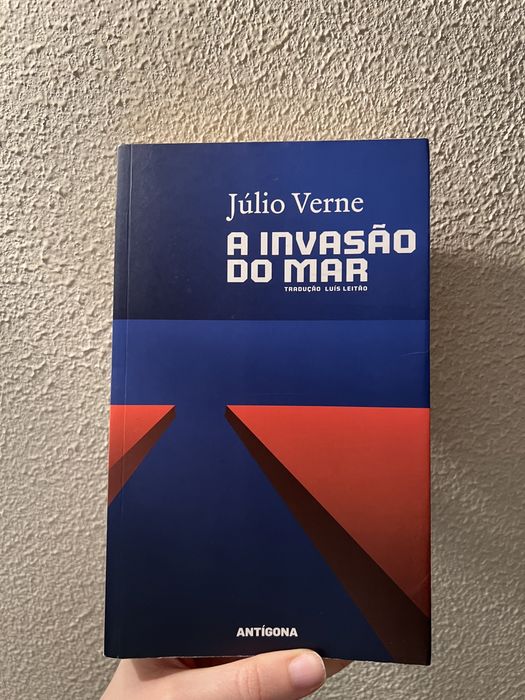 Júlio Verne
A INVASÃO
DO MAR
TRADUÇÃO LUÍS LEITÃO
ANTÍGONA